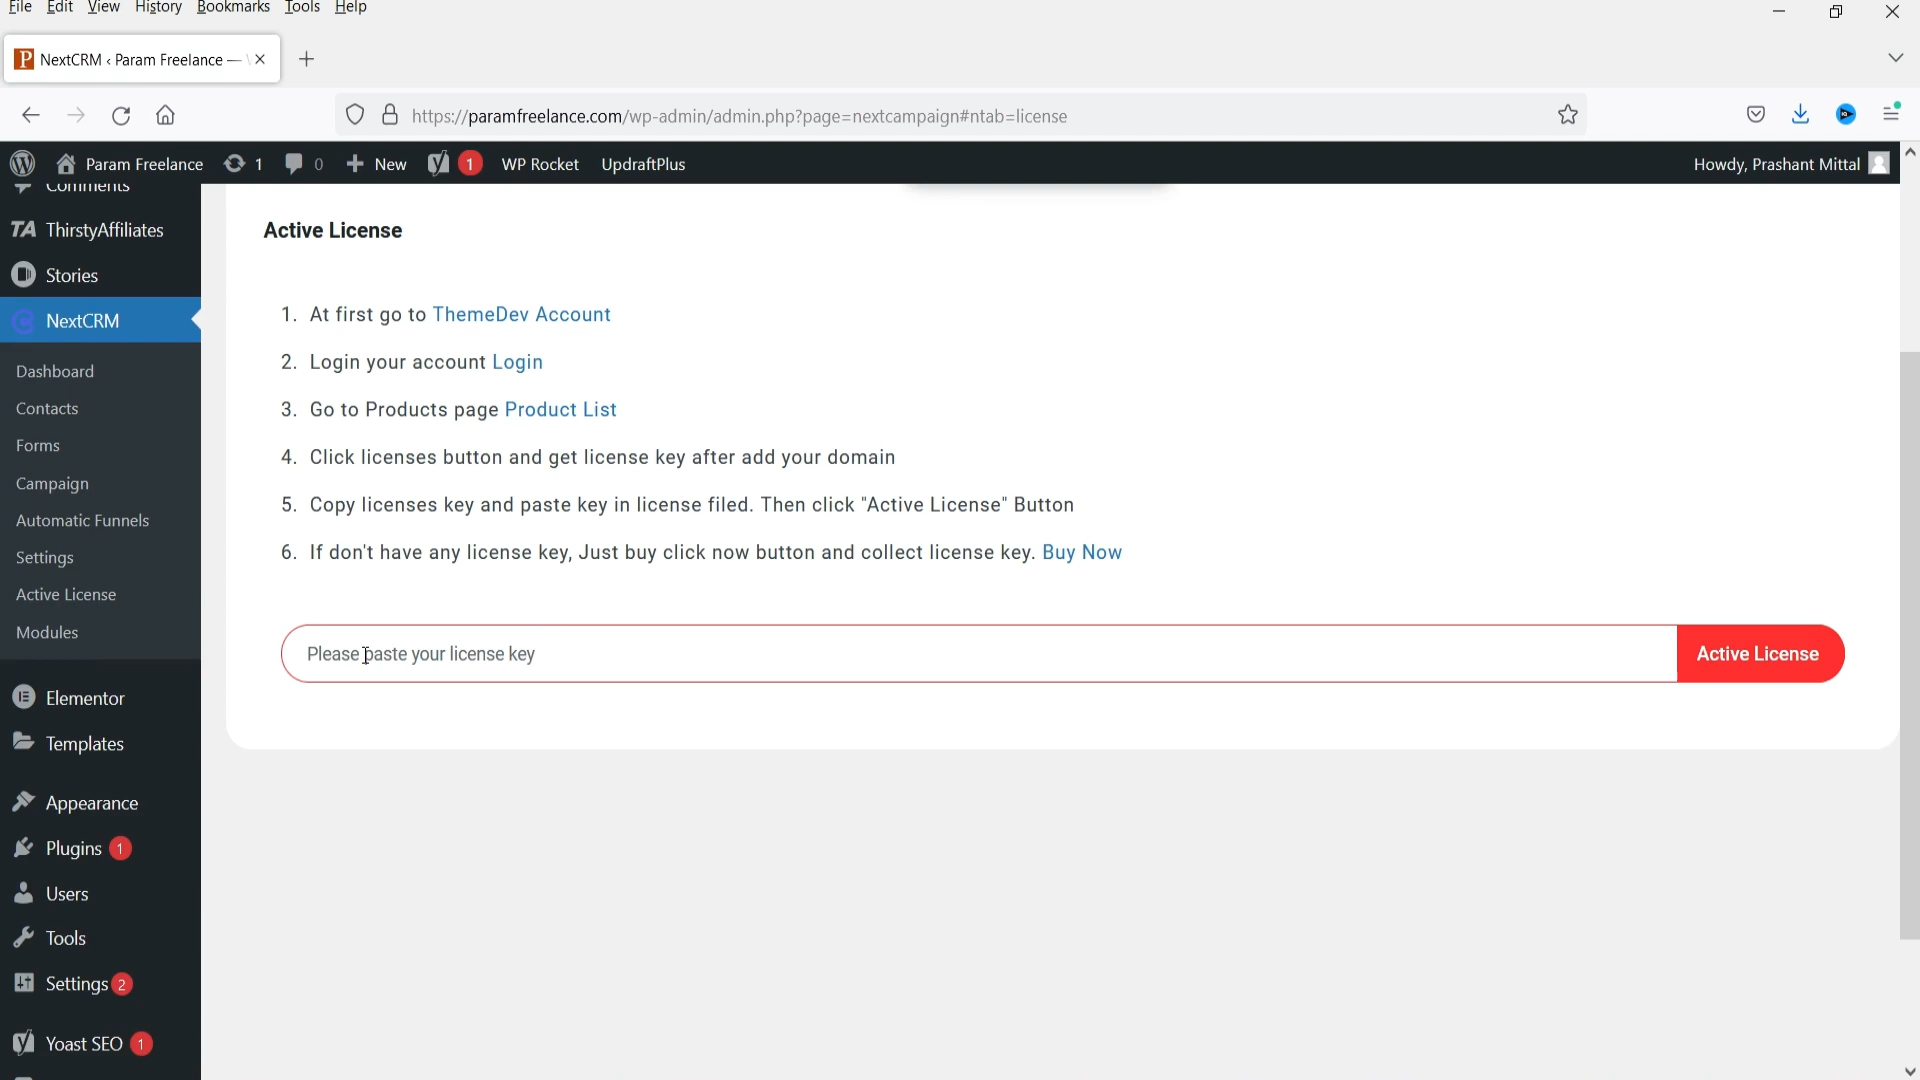 File Edit View History Bookmarks Tools Help
P NextCRM ‹ Param Freelance —
https://paramfreelance.com/wp-admin/admin.php?page=nextcampaign#ntab=license
Param Freelance 1 0 New 1 WP Rocket UpdraftPlus Howdy, Prashant Mittal
Comments
TA ThirstyAffiliates
Stories
NextCRM
Dashboard
Contacts
Forms
Campaign
Automatic Funnels
Settings
Active License
Modules
Elementor
Templates
Appearance
Plugins 1
Users
Tools
Settings 2
Yoast SEO 1
Active License
1. At first go to ThemeDev Account
2. Login your account Login
3. Go to Products page Product List
4. Click licenses button and get license key after add your domain
5. Copy licenses key and paste key in license filed. Then click "Active License" Button
6. If don't have any license key, Just buy click now button and collect license key. Buy Now
Please paste your license key
Active License